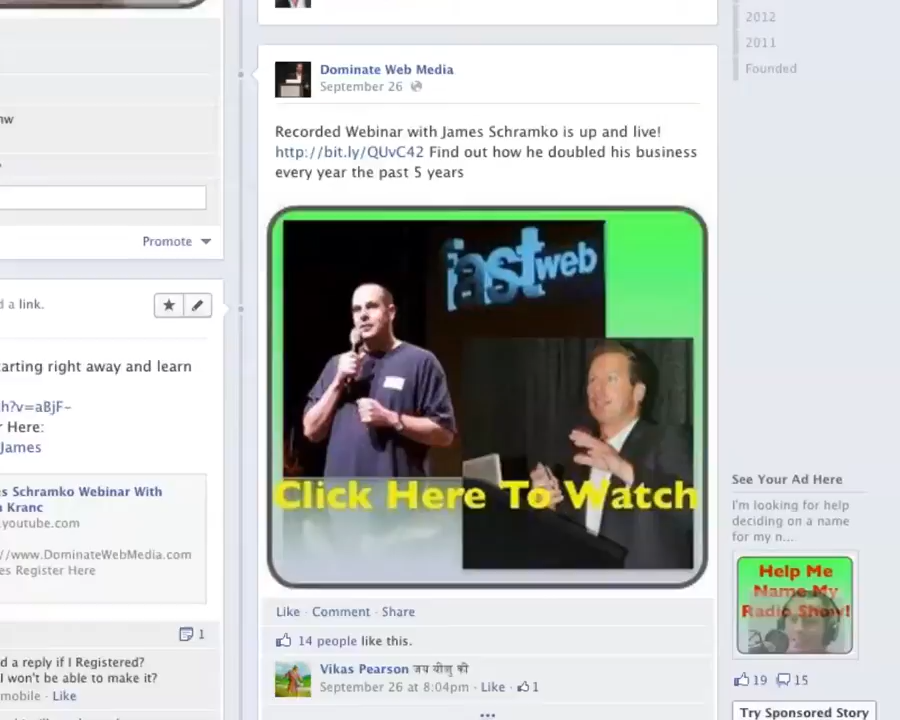 2012
2011
Founded
Dominate Web Media
September 26
Recorded Webinar with James Schramko is up and live!
http://bit.ly/QUvC42 Find out how he doubled his business
every year the past 5 years
fastweb
Click Here To Watch
Like · Comment · Share
14 people like this.
Vikas Pearson जय
September 26 at 8:04pm · Like · 1
Promote
d a link.
arting right away and learn
h?v=aBjF-
r Here:
James
s Schramko Webinar With
n Kranc
youtube.com
//www.DominateWebMedia.com
es Register Here
1
d a reply if I Registered?
I won't be able to make it?
mobile · Like
See Your Ad Here
I'm looking for help
deciding on a name
for my n...
Help Me
Name My
Radio Show!
19 15
Try Sponsored Story